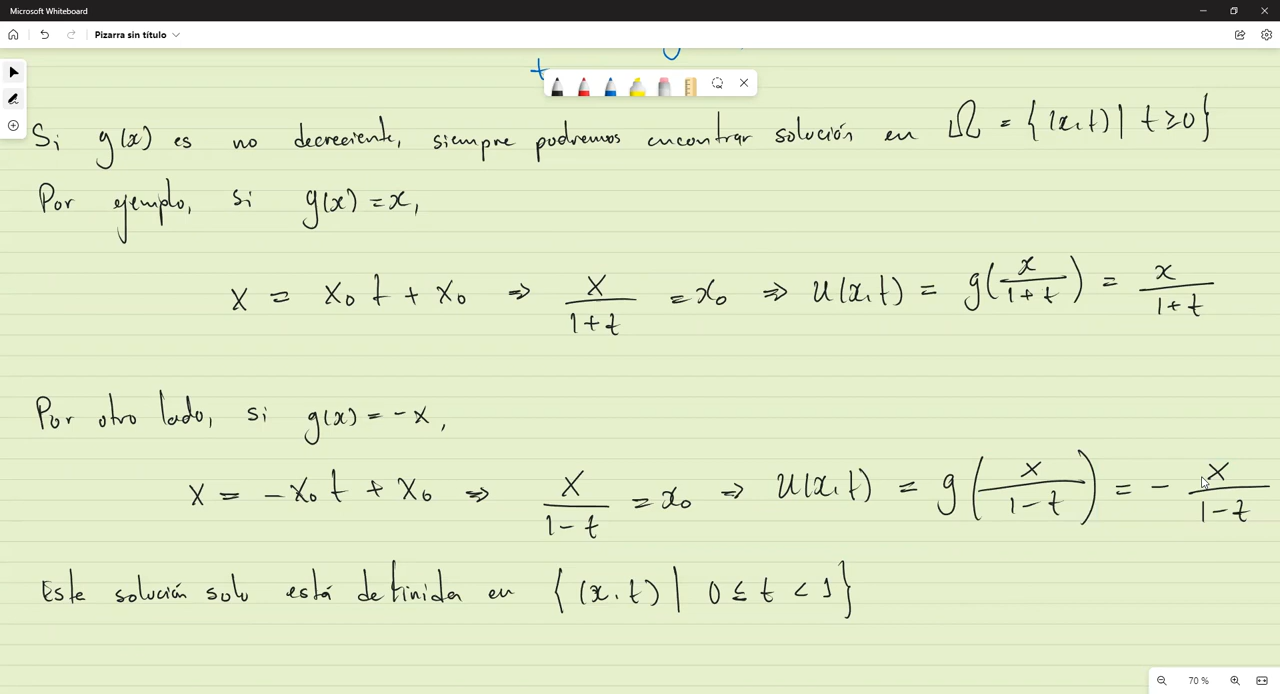 Microsoft Whiteboard
Pizarra sin título
t
Si g(x) es no decreciente, siempre podremos encontrar solución en Ω = {(x,t) | t ≥ 0}
Por ejemplo, si g(x) = x,
x = x₀ t + x₀ ⇒ x/(1+t) = x₀ ⇒ u(x,t) = g(x/(1+t)) = x/(1+t)
Por otro lado, si g(x) = -x,
x = -x₀ t + x₀ ⇒ x/(1-t) = x₀ ⇒ u(x,t) = g(x/(1-t)) = - x/(1-t)
Este solución solo está definida en {(x,t) | 0 ≤ t < 1}
70 %